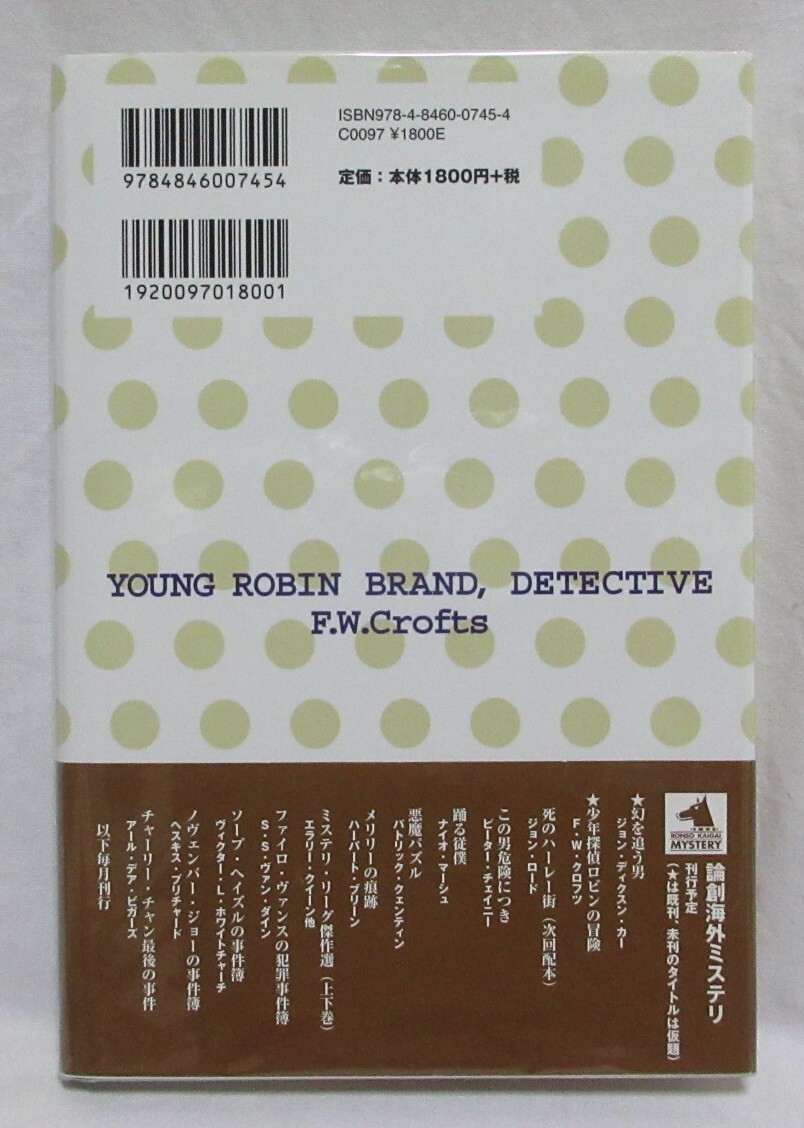 9784846007454
ISBN978-4-8460-0745-4
C0097 ¥1800E
定価:本体1800円+税
1920097018001
YOUNG ROBIN BRAND, DETECTIVE
F.W.Crofts
論創海外ミステリ
RONSO KAIGAI
MYSTERY
刊行予定
(★は既刊、未刊のタイトルは仮題)
★幻を追う男
ジョン・ディクスン・カー
★少年探偵ロビンの冒険
F・W・クロフツ
死のハーレー街(次回配本)
ジョン・ロード
この男危険につき
ピーター・チェイニー
踊る従僕
ナイオ・マーシュ
悪魔パズル
パトリック・クェンティン
メリリーの痕跡
ハーバート・ブリーン
ミステリ・リーグ傑作選(上下巻)
エラリー・クイーン他
ファイロ・ヴァンスの犯罪事件簿
S・S・ヴァン・ダイン
ソープ・ヘイズルの事件簿
ヴィクター・L・ホワイトチャーチ
ノヴェンバー・ジョーの事件簿
ヘスキス・プリチャード
チャーリー・チャン最後の事件
アール・デア・ビガーズ
以下毎月刊行